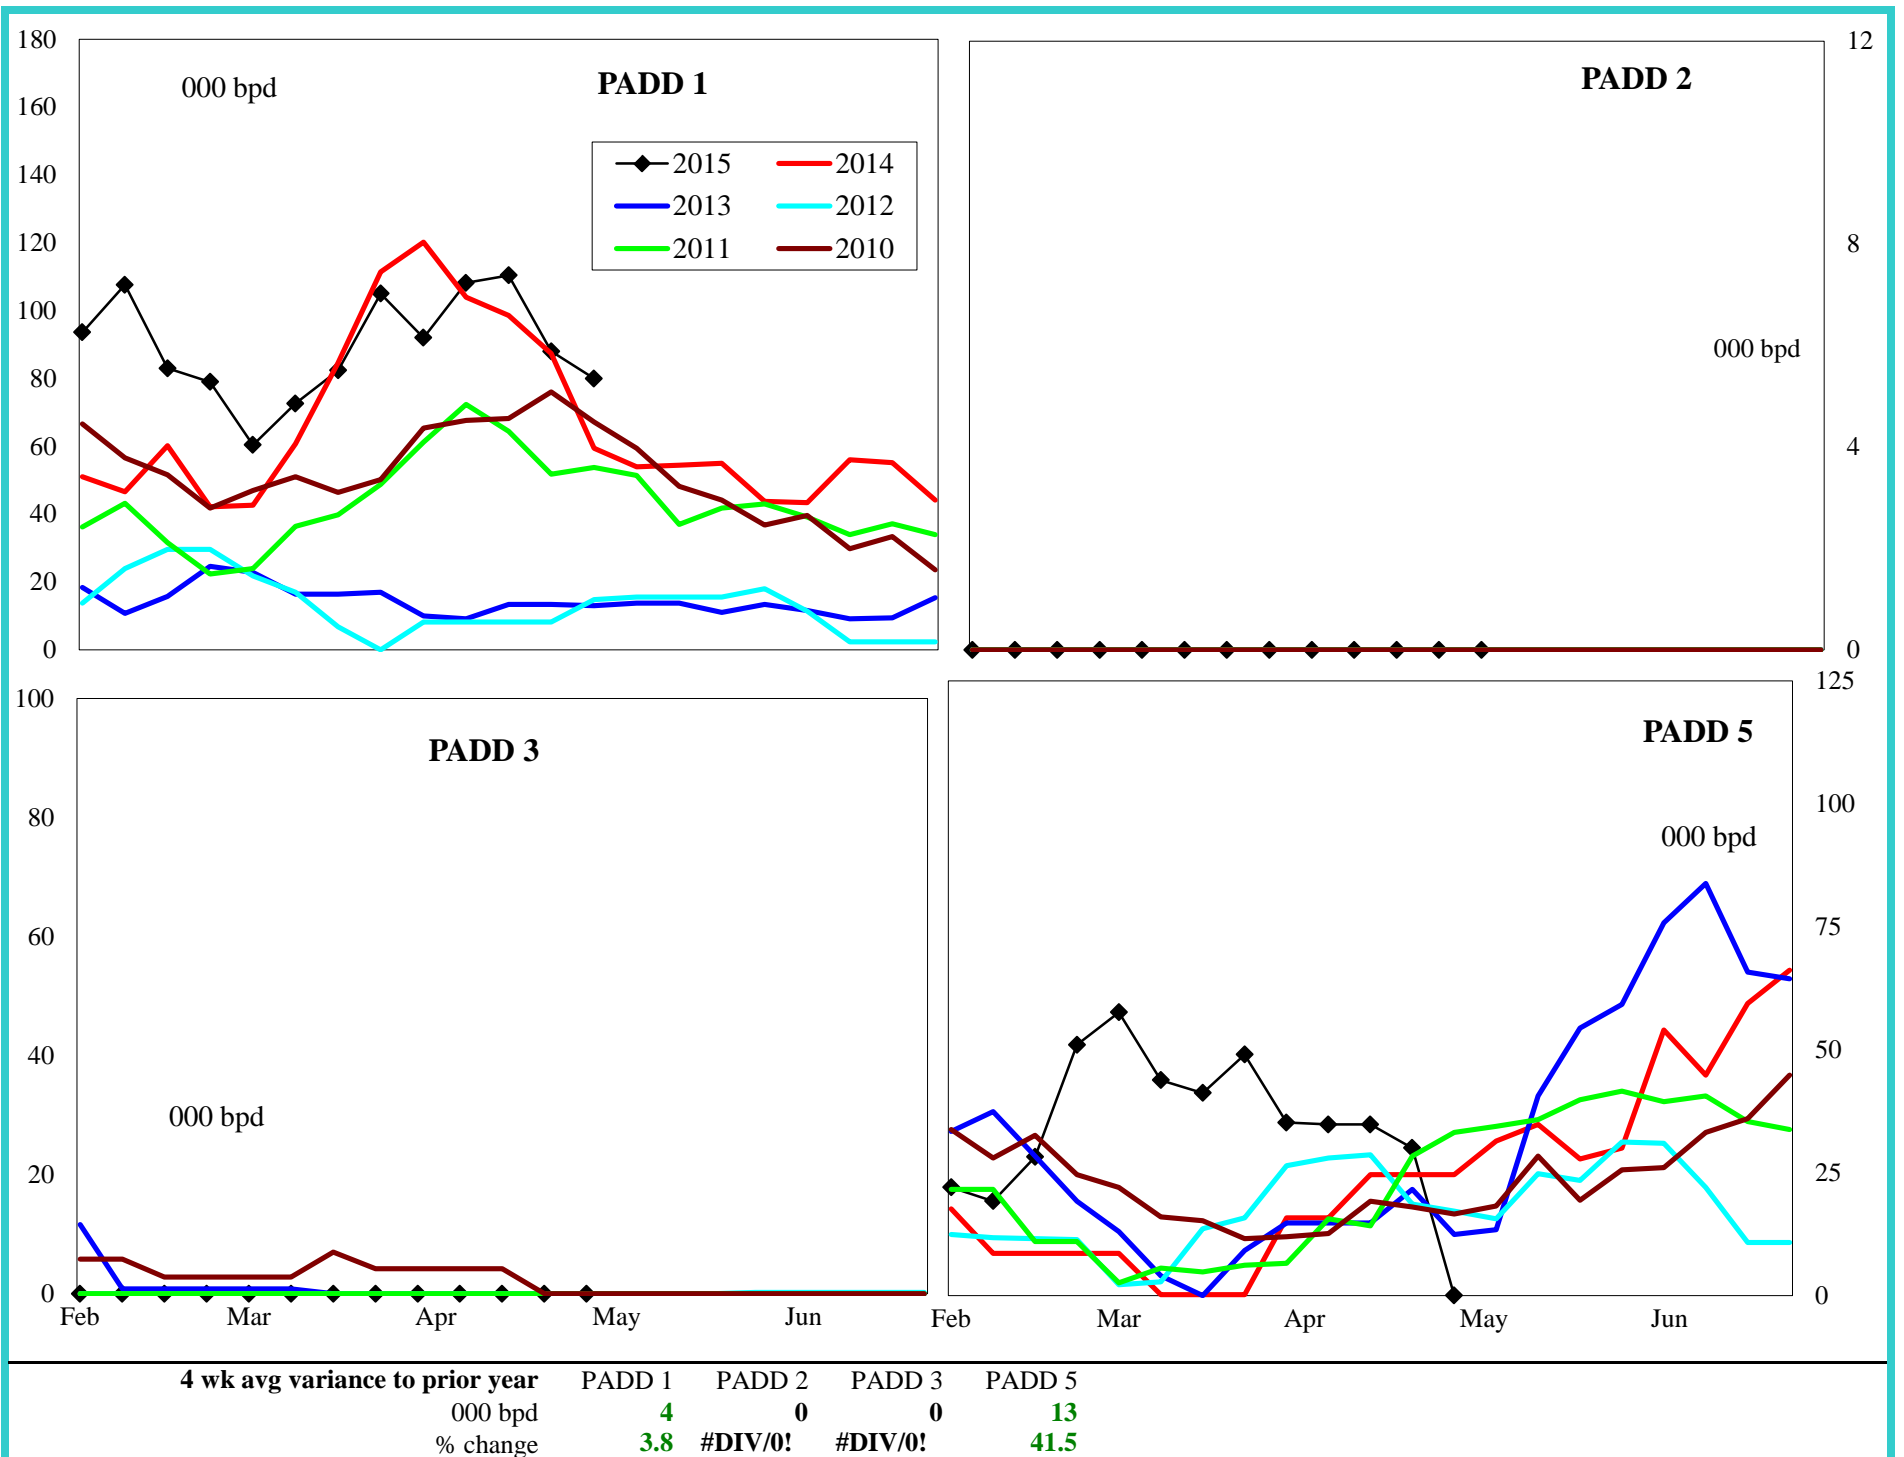 180
160
140
120
100
80
60
40
20
0
000 bpd
PADD 1
2015 2014
2013 2012
2011 2010
PADD 2
000 bpd
12
8
4
0
100
80
60
40
20
0
PADD 3
000 bpd
Feb Mar Apr May Jun
PADD 5
000 bpd
125
100
75
50
25
0
Feb Mar Apr May Jun
4 wk avg variance to prior year PADD 1 PADD 2 PADD 3 PADD 5
000 bpd 4 0 0 13
% change 3.8 #DIV/0! #DIV/0! 41.5